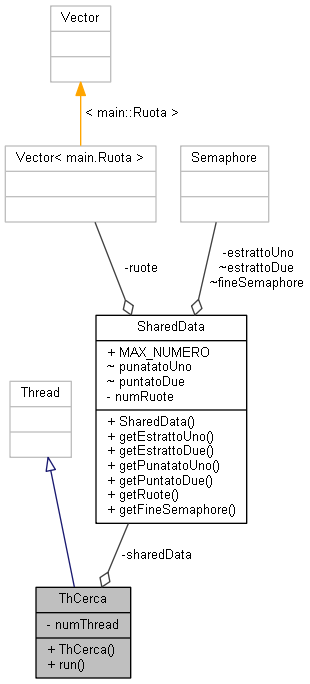 Vector
< main::Ruota >
Vector< main.Ruota >
Semaphore
-ruote
-estrattoUno
~estrattoDue
~fineSemaphore
SharedData
+ MAX_NUMERO
~ punatatoUno
~ puntatoDue
- numRuote
+ SharedData()
+ getEstrattoUno()
+ getEstrattoDue()
+ getPunatatoUno()
+ getPuntatoDue()
+ getRuote()
+ getFineSemaphore()
Thread
-sharedData
ThCerca
- numThread
+ ThCerca()
+ run()